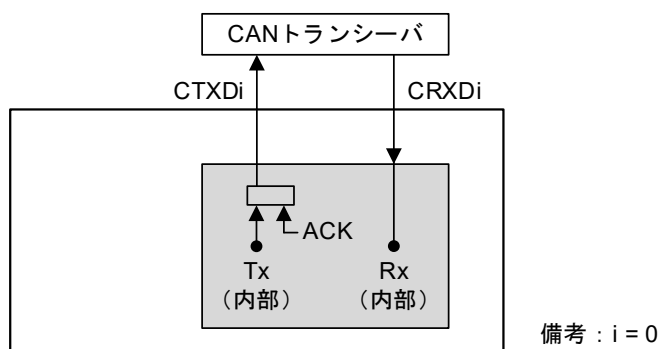 CANトランシーバ
CTXDi
CRXDi
ACK
Tx
（内部）
Rx
（内部）
備考：i = 0